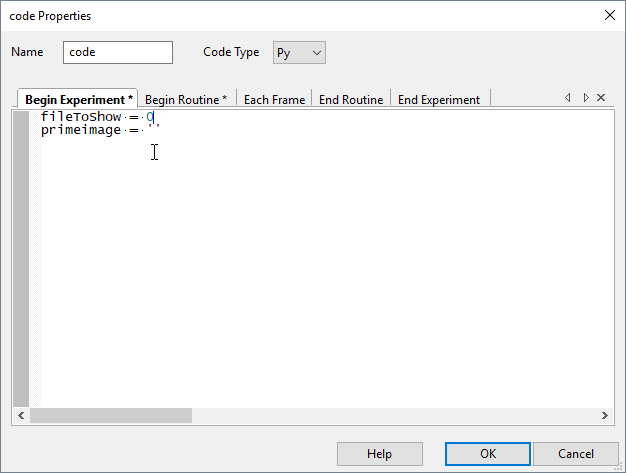 code Properties
Name code Code Type Py
Begin Experiment * Begin Routine * Each Frame End Routine End Experiment
fileToShow = 0
primeimage = ''
Help OK Cancel